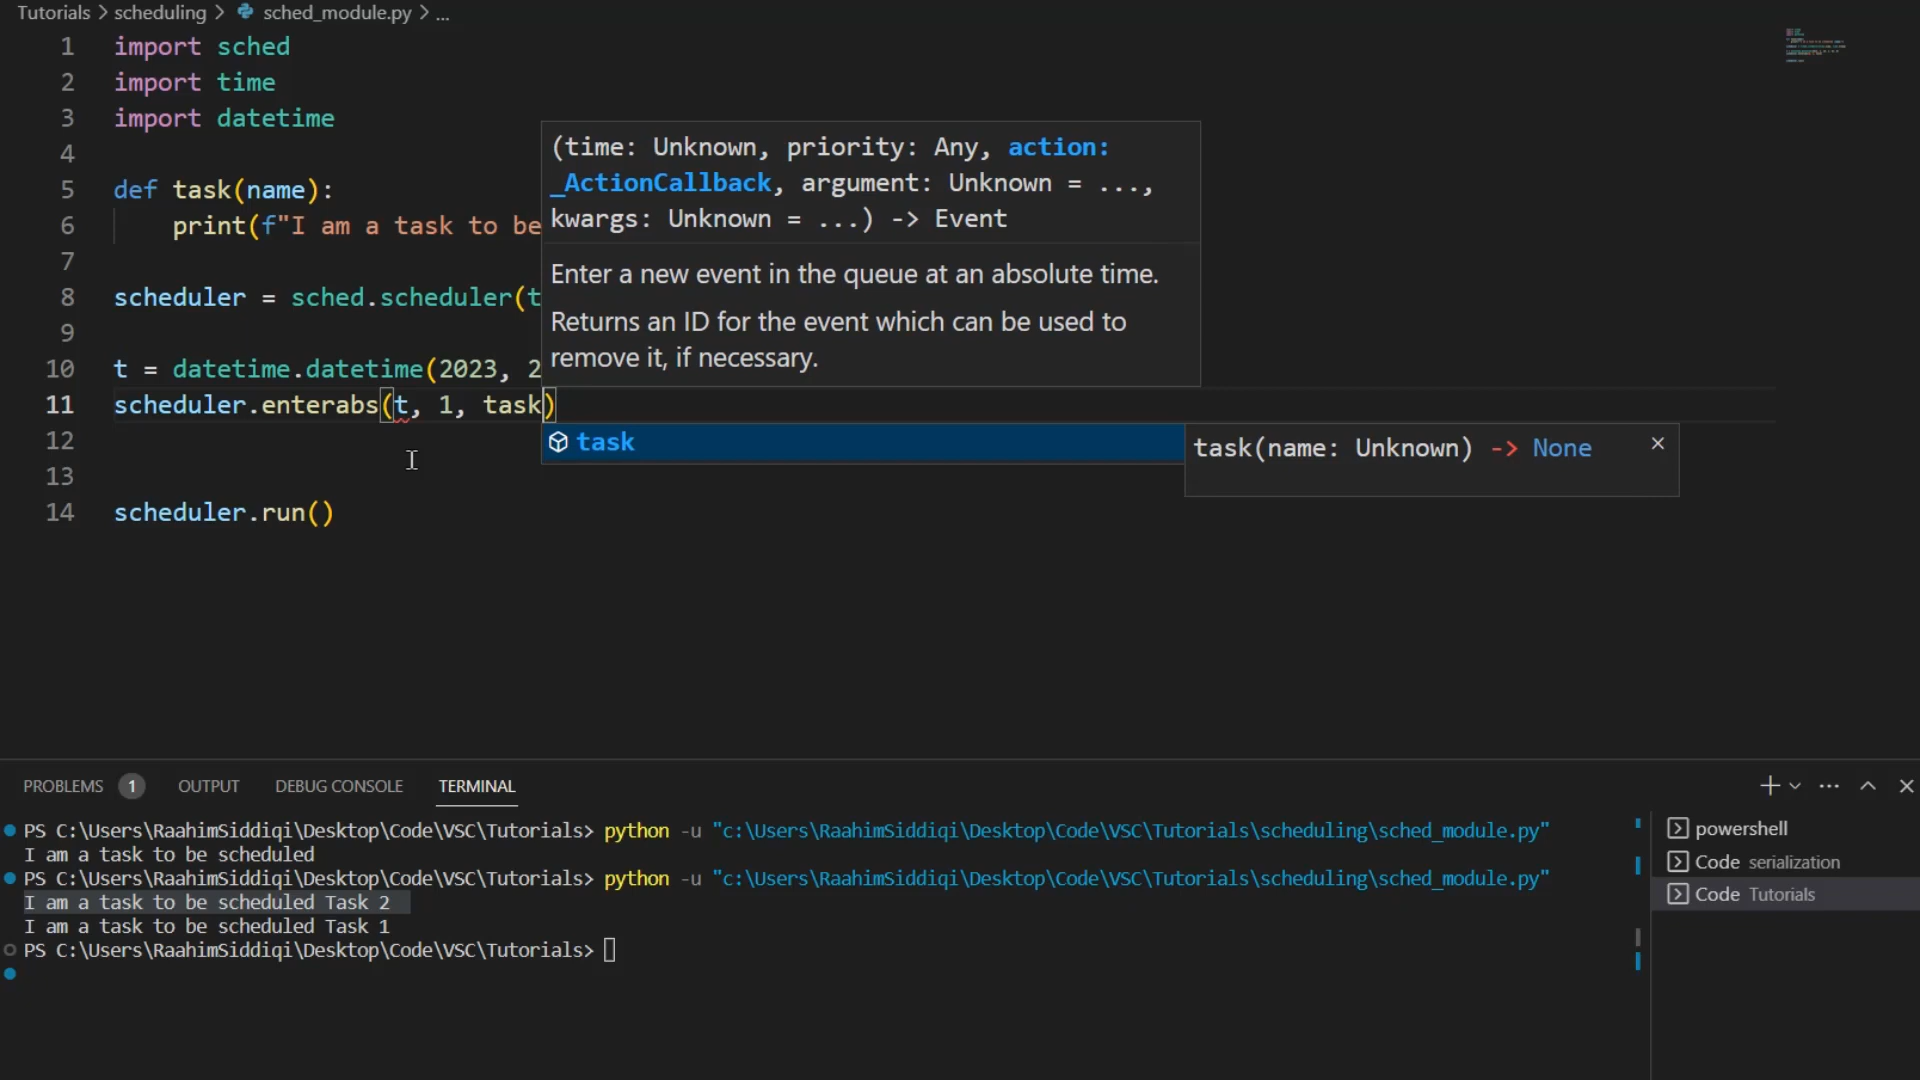 Tutorials > scheduling > sched_module.py > ...
1 import sched
2 import time
3 import datetime
4
5 def task(name):
6 print(f"I am a task to be
7
8 scheduler = sched.scheduler(t
9
10 t = datetime.datetime(2023, 2
11 scheduler.enterabs(t, 1, task)
12
13
14 scheduler.run()
(time: Unknown, priority: Any, action:
_ActionCallback, argument: Unknown = ...,
kwargs: Unknown = ...) -> Event
Enter a new event in the queue at an absolute time.
Returns an ID for the event which can be used to
remove it, if necessary.
task
task(name: Unknown) -> None
PROBLEMS 1 OUTPUT DEBUG CONSOLE TERMINAL
PS C:\Users\RaahimSiddiqi\Desktop\Code\VSC\Tutorials> python -u "c:\Users\RaahimSiddiqi\Desktop\Code\VSC\Tutorials\scheduling\sched_module.py"
I am a task to be scheduled
PS C:\Users\RaahimSiddiqi\Desktop\Code\VSC\Tutorials> python -u "c:\Users\RaahimSiddiqi\Desktop\Code\VSC\Tutorials\scheduling\sched_module.py"
I am a task to be scheduled Task 2
I am a task to be scheduled Task 1
PS C:\Users\RaahimSiddiqi\Desktop\Code\VSC\Tutorials>
powershell
Code serialization
Code Tutorials